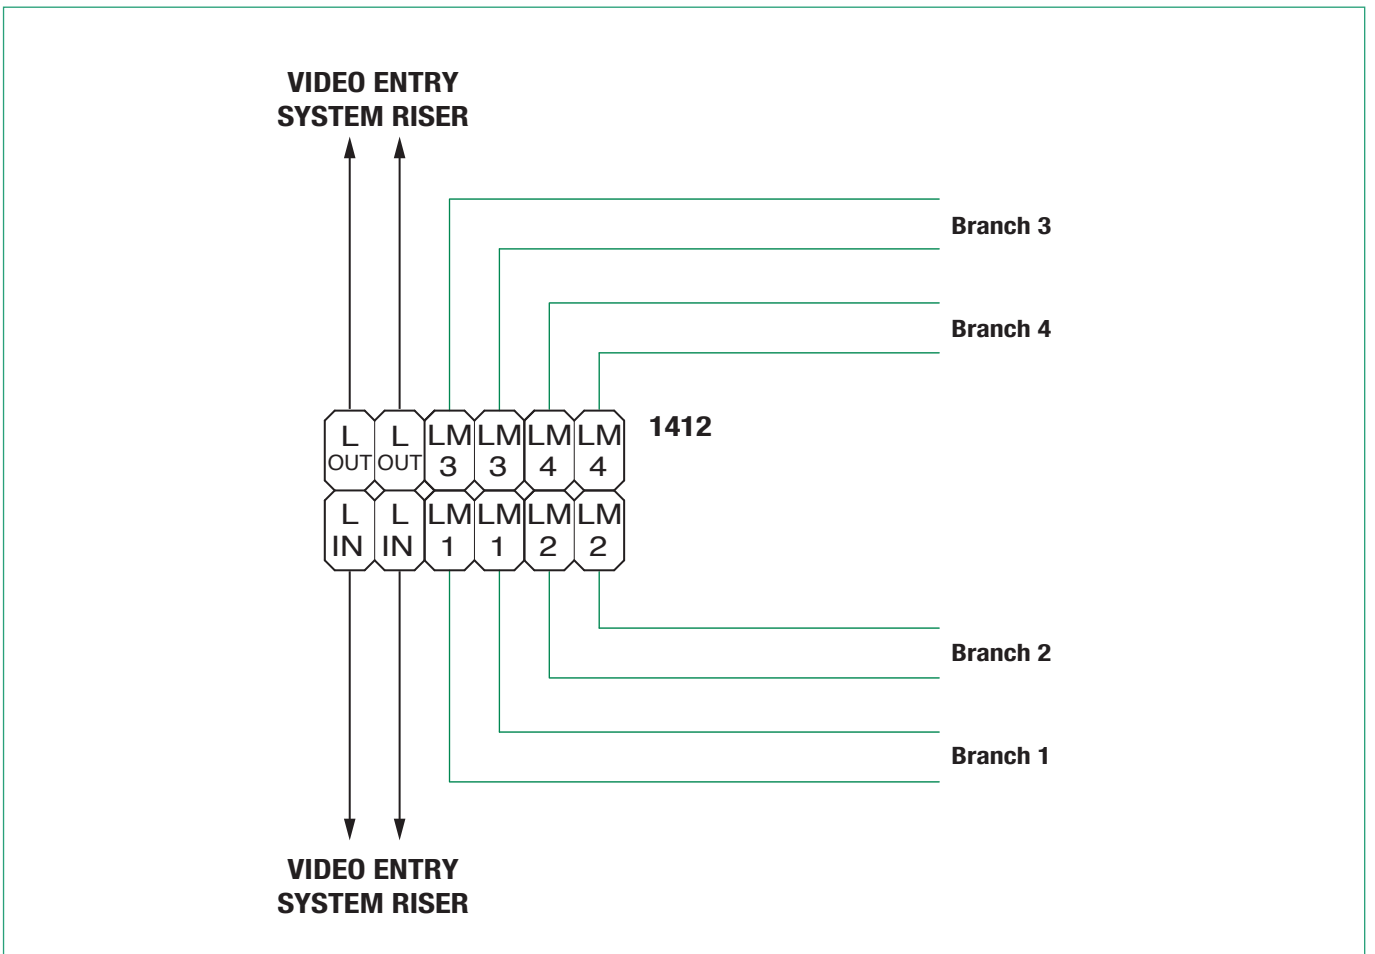 VIDEO ENTRY
SYSTEM RISER
Branch 3
Branch 4
1412
L OUT L OUT LM 3 LM 3 LM 4 LM 4
L IN L IN LM 1 LM 1 LM 2 LM 2
Branch 2
Branch 1
VIDEO ENTRY
SYSTEM RISER